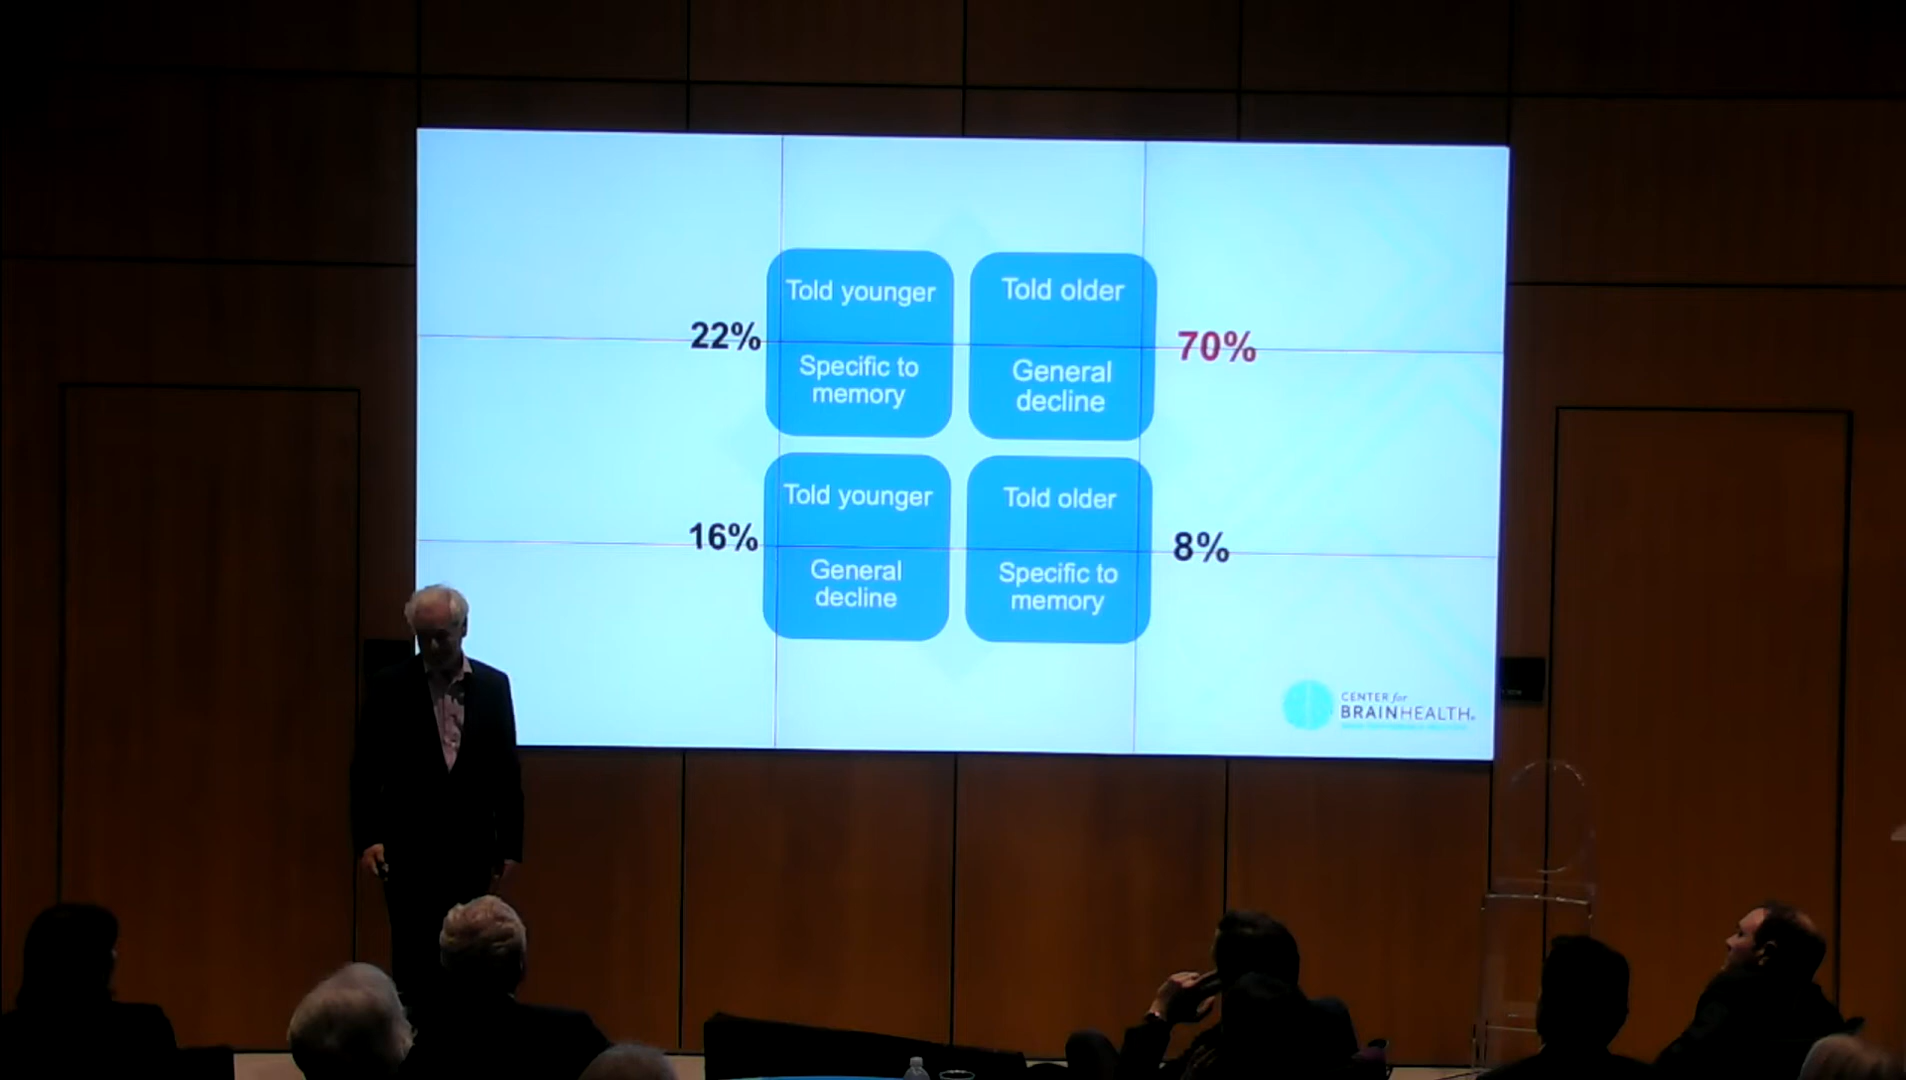 Told younger
Told older
22%
70%
Specific to
memory
General
decline
Told younger
Told older
16%
8%
General
decline
Specific to
memory
CENTER for
BRAINHEALTH®